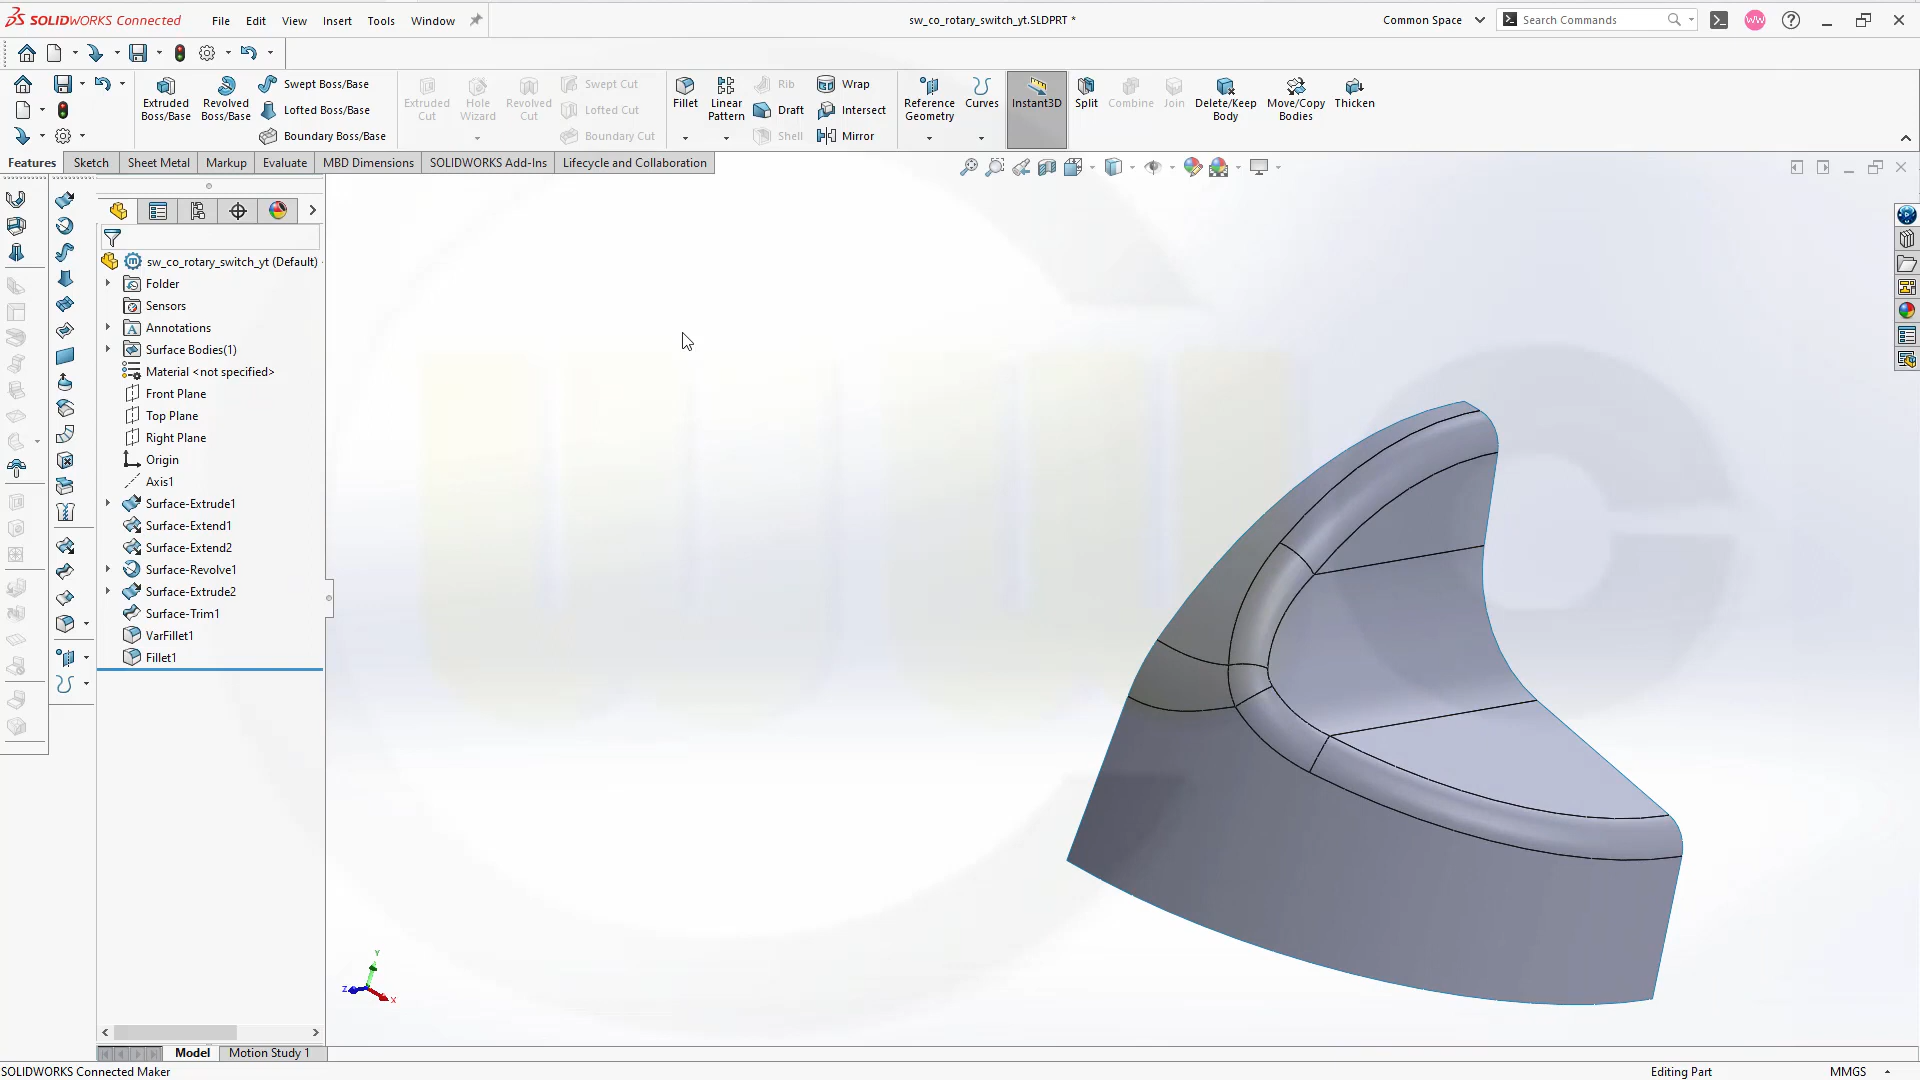 SOLIDWORKS Connected
File
Edit
View
Insert
Tools
Window
sw_co_rotary_switch_yt.SLDPRT *
Common Space
Search Commands
WW
Extruded Boss/Base
Revolved Boss/Base
Swept Boss/Base
Lofted Boss/Base
Boundary Boss/Base
Extruded Cut
Hole Wizard
Revolved Cut
Swept Cut
Lofted Cut
Boundary Cut
Fillet
Linear Pattern
Rib
Draft
Shell
Wrap
Intersect
Mirror
Reference Geometry
Curves
Instant3D
Split
Combine
Join
Delete/Keep Body
Move/Copy Bodies
Thicken
Features
Sketch
Sheet Metal
Markup
Evaluate
MBD Dimensions
SOLIDWORKS Add-Ins
Lifecycle and Collaboration
sw_co_rotary_switch_yt (Default)
Folder
Sensors
Annotations
Surface Bodies(1)
Material <not specified>
Front Plane
Top Plane
Right Plane
Origin
Axis1
Surface-Extrude1
Surface-Extend1
Surface-Extend2
Surface-Revolve1
Surface-Extrude2
Surface-Trim1
VarFillet1
Fillet1
Y
Z
X
Model
Motion Study 1
SOLIDWORKS Connected Maker
Editing Part
MMGS